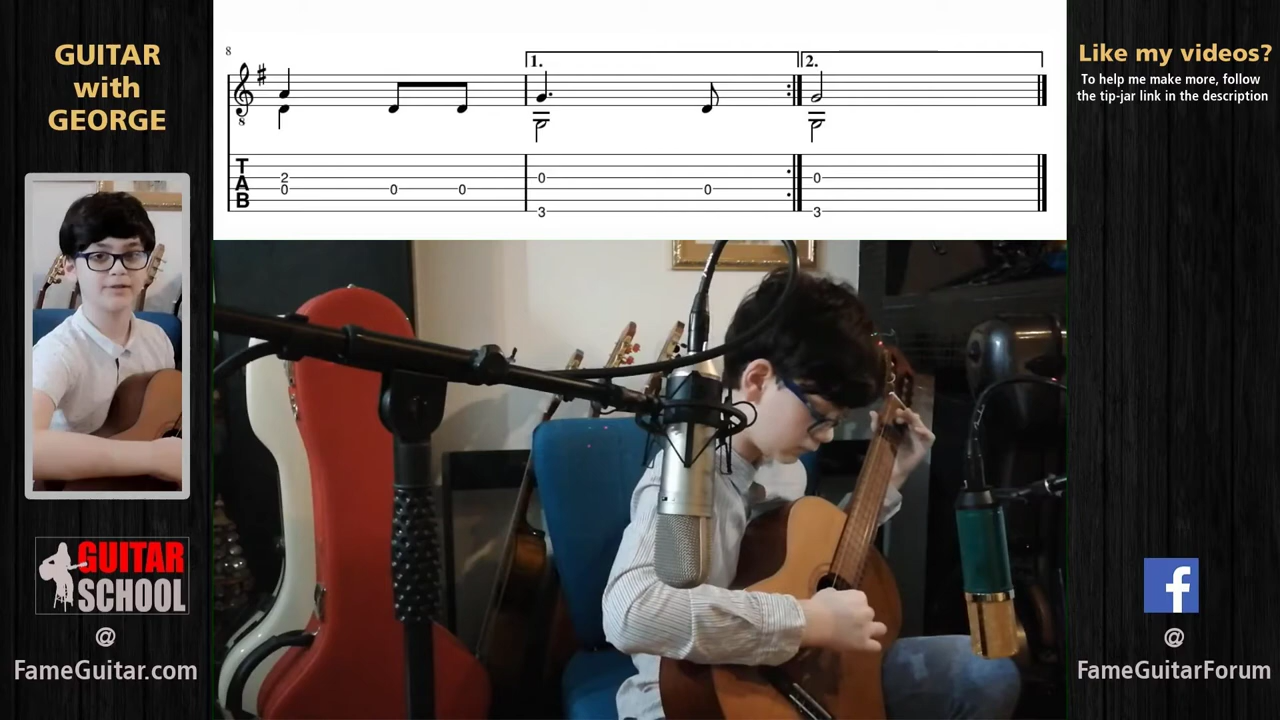 GUITAR
with
GEORGE
GUITAR
SCHOOL
@
FameGuitar.com
8
1.
2.
8
T
A
B
2
0
0
0
0
3
0
0
3
Like my videos?
To help me make more, follow
the tip-jar link in the description
f
@
FameGuitarForum